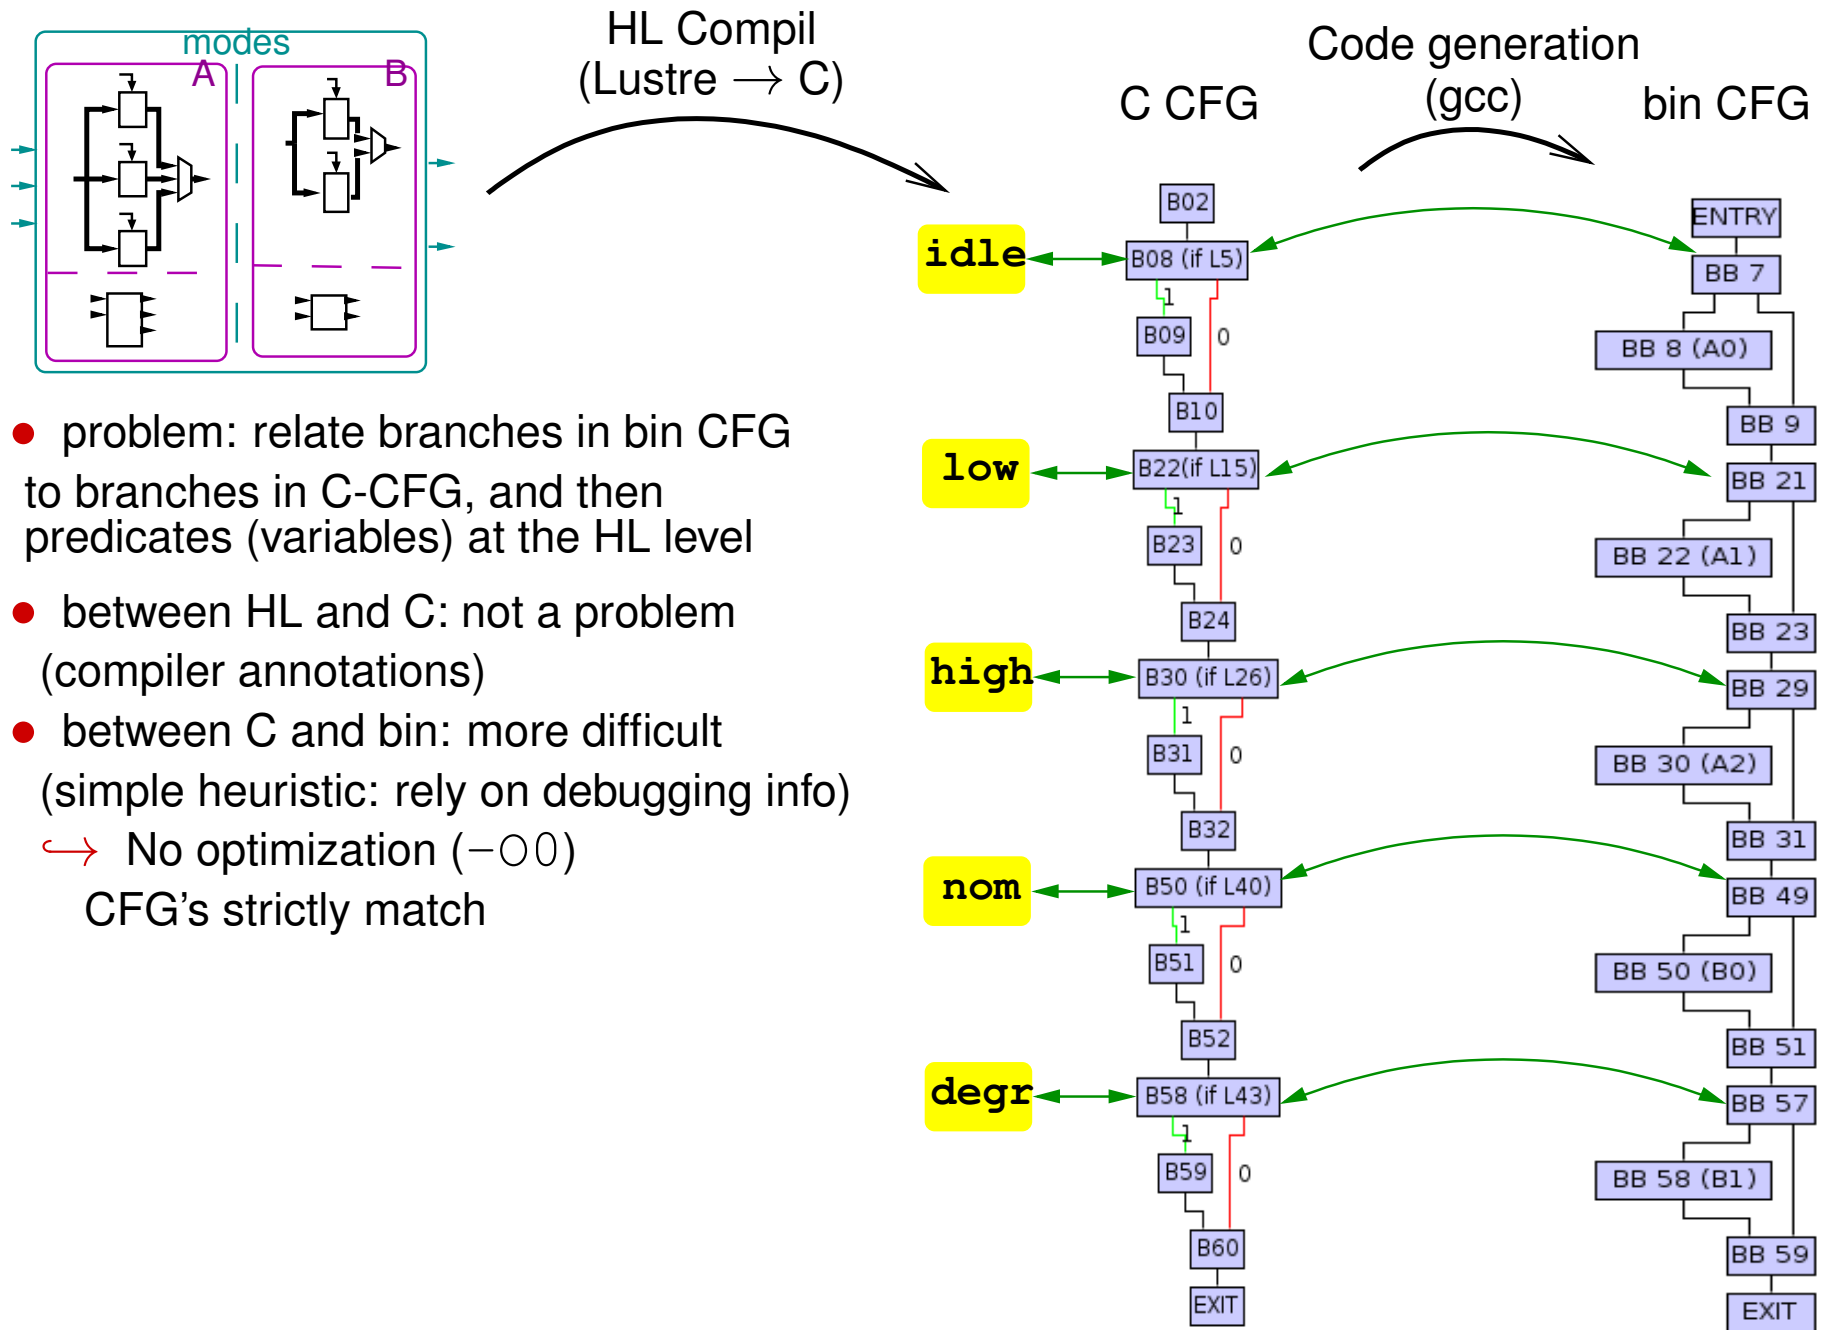 modes
A
B
HL Compil
(Lustre → C)
Code generation
(gcc)
C CFG
bin CFG
• problem: relate branches in bin CFG
to branches in C-CFG, and then
predicates (variables) at the HL level
• between HL and C: not a problem
(compiler annotations)
• between C and bin: more difficult
(simple heuristic: rely on debugging info)
↪ No optimization (−O0)
CFG's strictly match
idle
low
high
nom
degr
B02
B08 (if L5)
1
B09
0
B10
B22(if L15)
1
B23
0
B24
B30 (if L26)
1
B31
0
B32
B50 (if L40)
1
B51
0
B52
B58 (if L43)
1
B59
0
B60
EXIT
ENTRY
BB 7
BB 8 (A0)
BB 9
BB 21
BB 22 (A1)
BB 23
BB 29
BB 30 (A2)
BB 31
BB 49
BB 50 (B0)
BB 51
BB 57
BB 58 (B1)
BB 59
EXIT